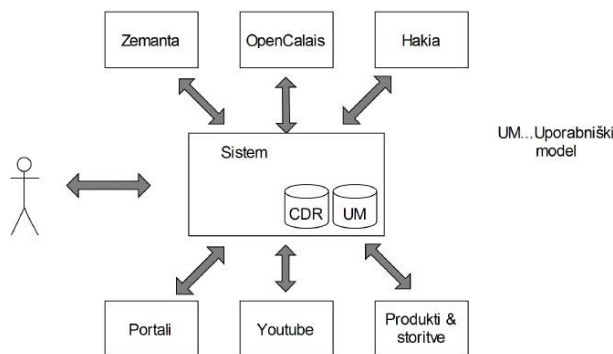 Zemanta
OpenCalais
Hakia
UM...Uporabniški
model
Sistem
CDR
UM
Portali
Youtube
Produkti &
storitve